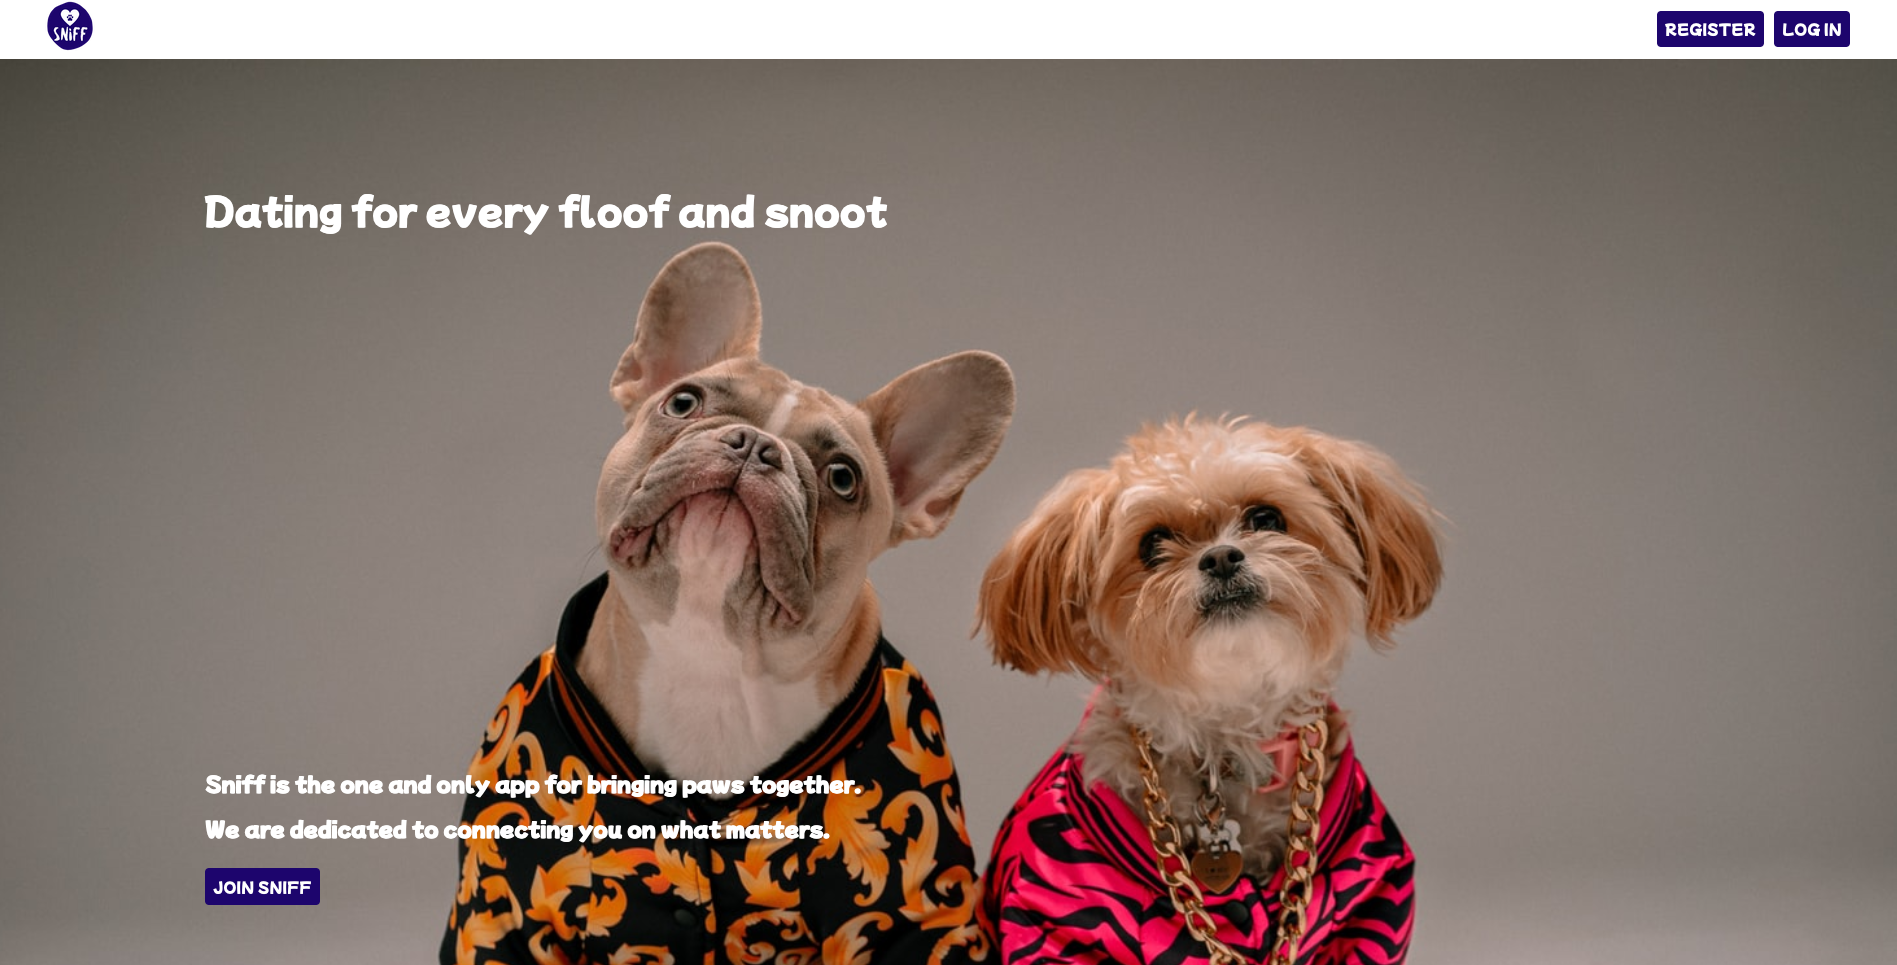 SNiFF
REGISTER
LOG IN
Dating for every floof and snoot
Sniff is the one and only app for bringing paws together.
We are dedicated to connecting you on what matters.
JOIN SNIFF